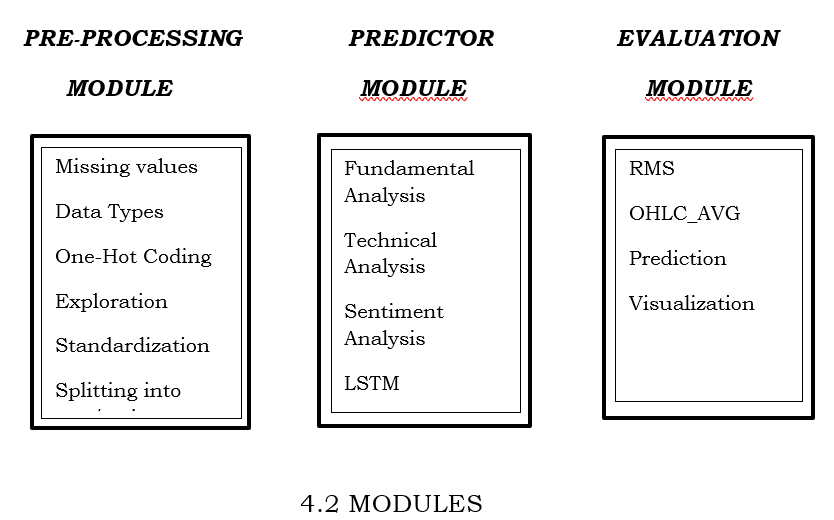 PRE-PROCESSING
MODULE
Missing values
Data Types
One-Hot Coding
Exploration
Standardization
Splitting into
PREDICTOR
MODULE
Fundamental
Analysis
Technical
Analysis
Sentiment
Analysis
LSTM
EVALUATION
MODULE
RMS
OHLC_AVG
Prediction
Visualization
4.2 MODULES